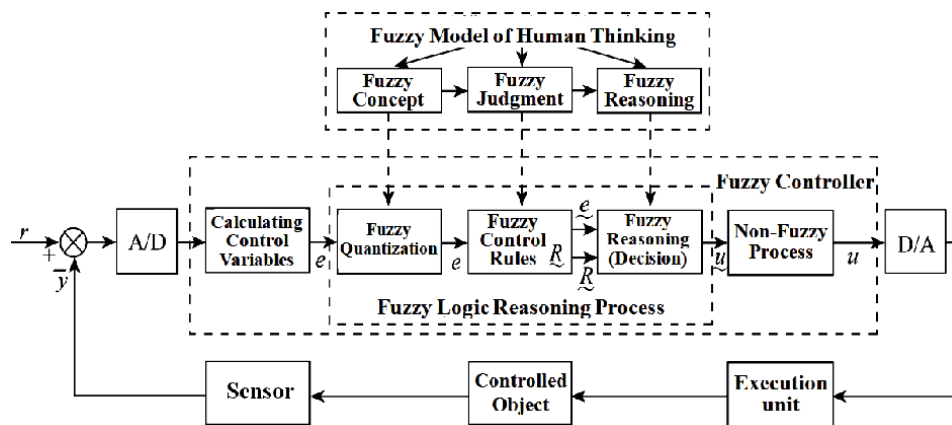 Fuzzy Model of Human Thinking
Fuzzy
Concept
Fuzzy
Judgment
Fuzzy
Reasoning
Fuzzy Controller
r
+
−
y
A/D
Calculating
Control
Variables
e
Fuzzy
Quantization
e
Fuzzy
Control
Rules
R
e
R
Fuzzy
Reasoning
(Decision)
u
Non-Fuzzy
Process
u
D/A
Fuzzy Logic Reasoning Process
Sensor
Controlled
Object
Execution
unit